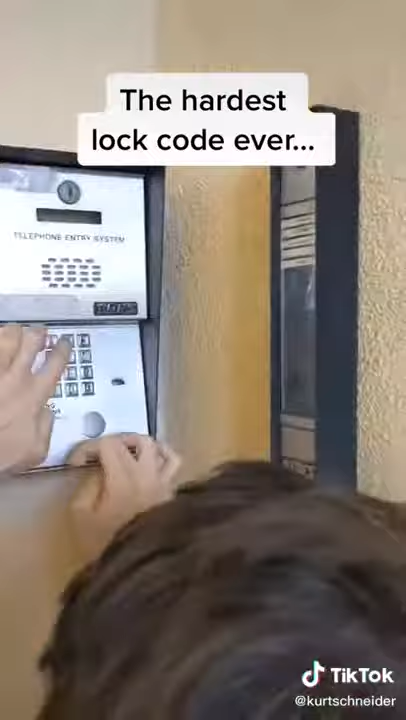 The hardest
lock code ever...
TELEPHONE ENTRY SYSTEM
TikTok
@kurtschneider